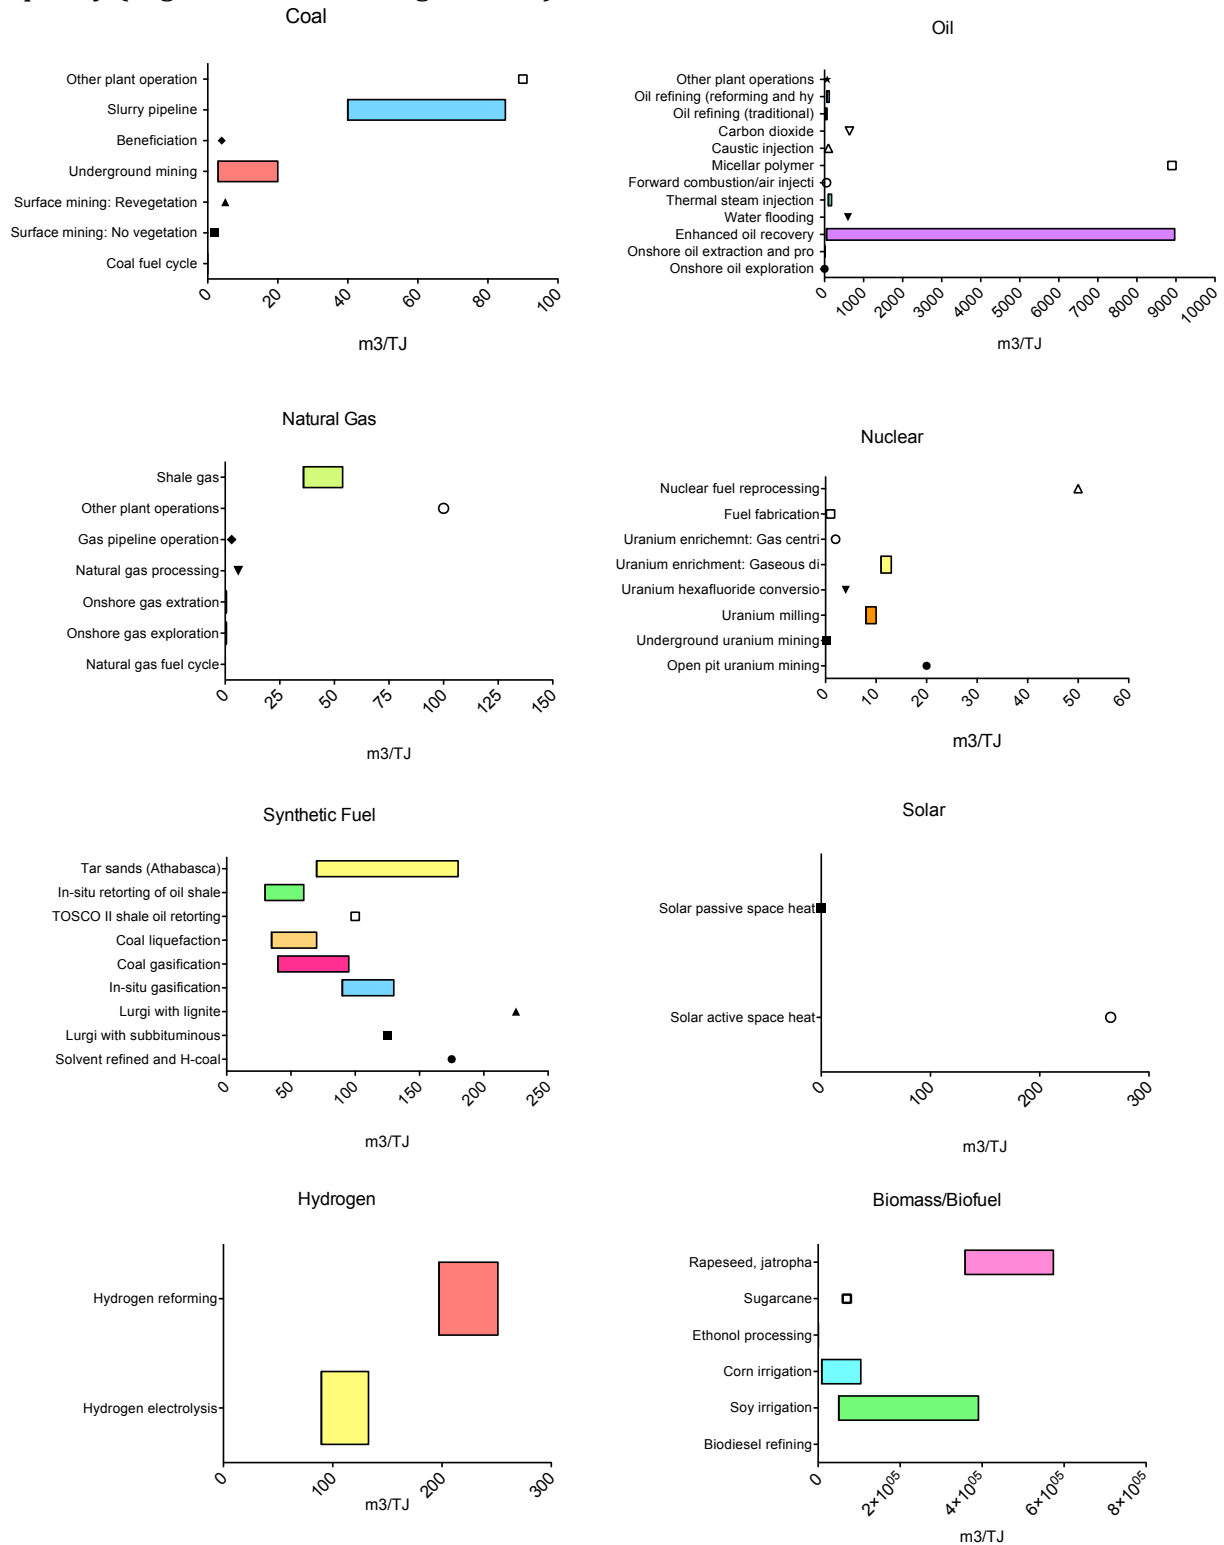 Coal
Other plant operation
Slurry pipeline
Beneficiation
Underground mining
Surface mining: Revegetation
Surface mining: No vegetation
Coal fuel cycle
0 20 40 60 80 100
m3/TJ
Oil
Other plant operations
Oil refining (reforming and hy
Oil refining (traditional)
Carbon dioxide
Caustic injection
Micellar polymer
Forward combustion/air injecti
Thermal steam injection
Water flooding
Enhanced oil recovery
Onshore oil extraction and pro
Onshore oil exploration
0 1000 2000 3000 4000 5000 6000 7000 8000 9000 10000
m3/TJ
Natural Gas
Shale gas
Other plant operations
Gas pipeline operation
Natural gas processing
Onshore gas extration
Onshore gas exploration
Natural gas fuel cycle
0 25 50 75 100 125 150
m3/TJ
Nuclear
Nuclear fuel reprocessing
Fuel fabrication
Uranium enrichemnt: Gas centri
Uranium enrichment: Gaseous di
Uranium hexafluoride conversio
Uranium milling
Underground uranium mining
Open pit uranium mining
0 10 20 30 40 50 60
m3/TJ
Synthetic Fuel
Tar sands (Athabasca)
In-situ retorting of oil shale
TOSCO II shale oil retorting
Coal liquefaction
Coal gasification
In-situ gasification
Lurgi with lignite
Lurgi with subbituminous
Solvent refined and H-coal
0 50 100 150 200 250
m3/TJ
Solar
Solar passive space heat
Solar active space heat
0 100 200 300
m3/TJ
Hydrogen
Hydrogen reforming
Hydrogen electrolysis
0 100 200 300
m3/TJ
Biomass/Biofuel
Rapeseed, jatropha
Sugarcane
Ethonol processing
Corn irrigation
Soy irrigation
Biodiesel refining
0 2×10⁰⁵ 4×10⁰⁵ 6×10⁰⁵ 8×10⁰⁵
m3/TJ